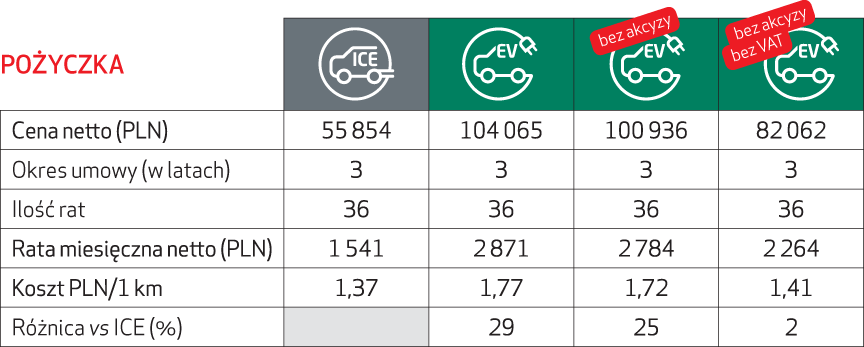 POŻYCZKA
ICE
EV
bez akcyzy
EV
bez akcyzy
bez VAT
EV
Cena netto (PLN) 55 854 104 065 100 936 82 062
Okres umowy (w latach) 3 3 3 3
Ilość rat 36 36 36 36
Rata miesięczna netto (PLN) 1 541 2 871 2 784 2 264
Koszt PLN/1 km 1,37 1,77 1,72 1,41
Różnica vs ICE (%) 29 25 2